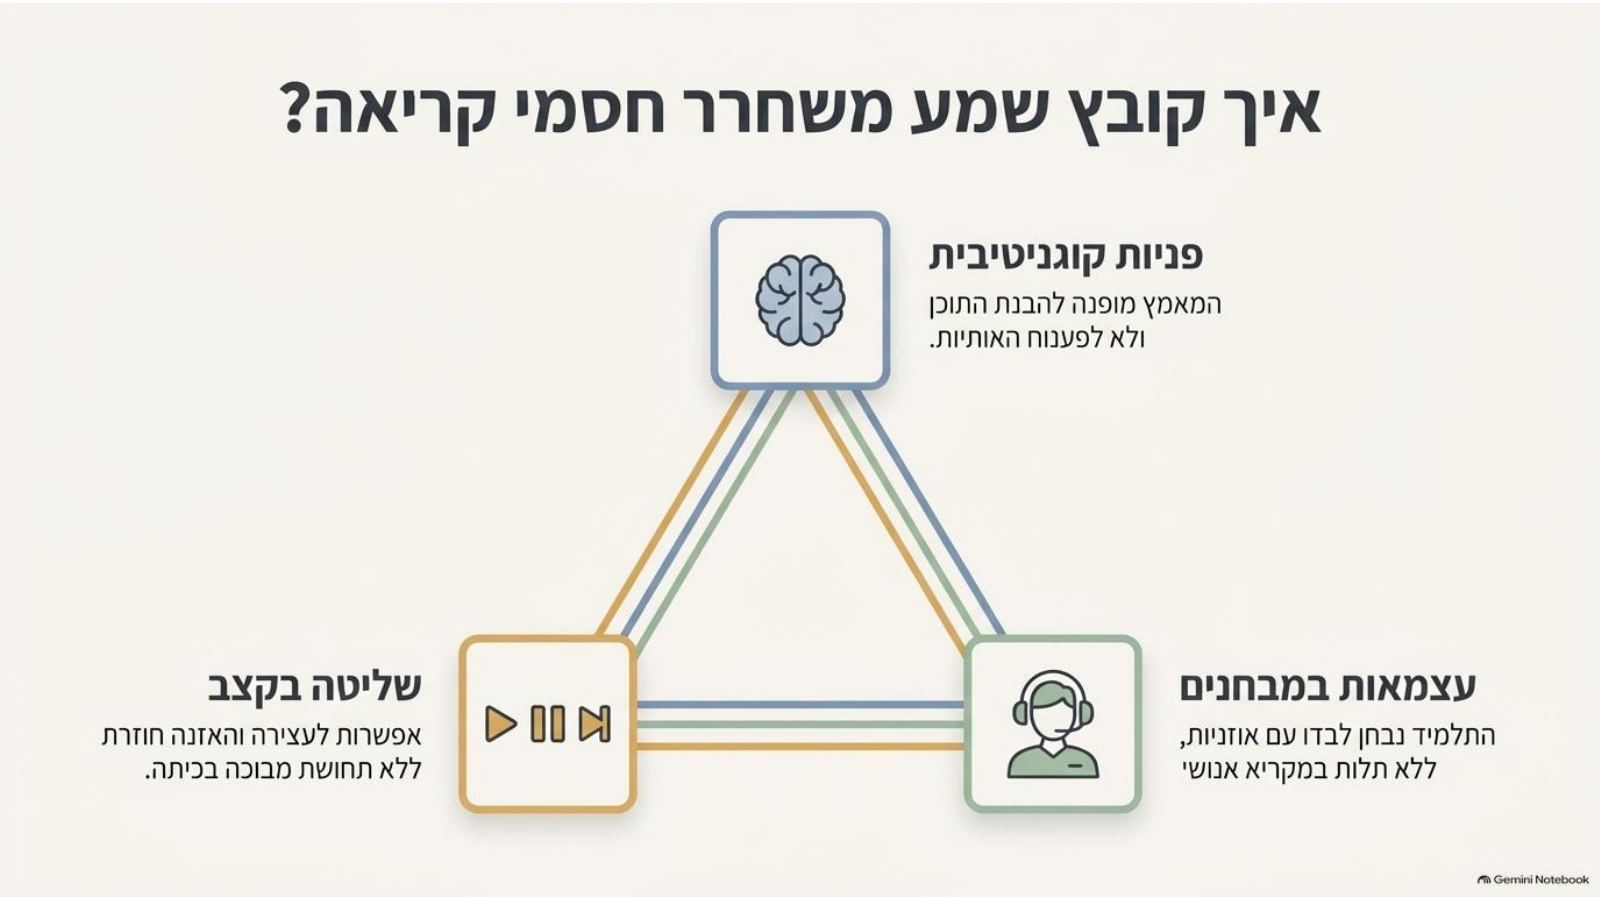 איך קובץ שמע משחרר חסמי קריאה?
פניות קוגניטיבית
המאמץ מופנה להבנת התוכן
ולא לפענוח האותיות.
עצמאות במבחנים
התלמיד נבחן לבדו עם אוזניות,
ללא תלות במקריא אנושי
שליטה בקצב
אפשרות לעצירה והאזנה חוזרת
ללא תחושת מבוכה בכיתה.
Gemini Notebook